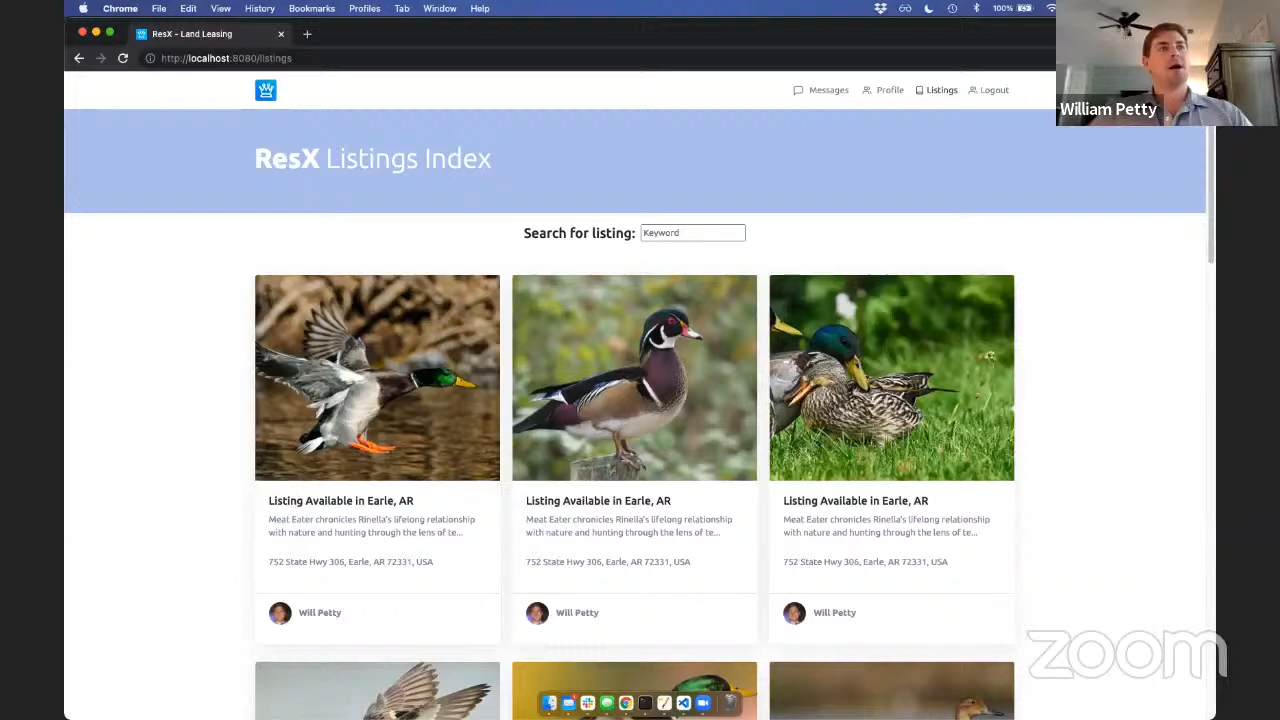 Chrome File Edit View History Bookmarks Profiles Tab Window Help 100%
ResX - Land Leasing
http://localhost:8080/listings
Messages Profile Listings Logout
William Petty
ResX Listings Index
Search for listing: Keyword
Listing Available in Earle, AR
Meat Eater chronicles Rinella's lifelong relationship
with nature and hunting through the lens of te...
752 State Hwy 306, Earle, AR 72331, USA
Will Petty
Listing Available in Earle, AR
Meat Eater chronicles Rinella's lifelong relationship
with nature and hunting through the lens of te...
752 State Hwy 306, Earle, AR 72331, USA
Will Petty
Listing Available in Earle, AR
Meat Eater chronicles Rinella's lifelong relationship
with nature and hunting through the lens of te...
752 State Hwy 306, Earle, AR 72331, USA
Will Petty
zoom